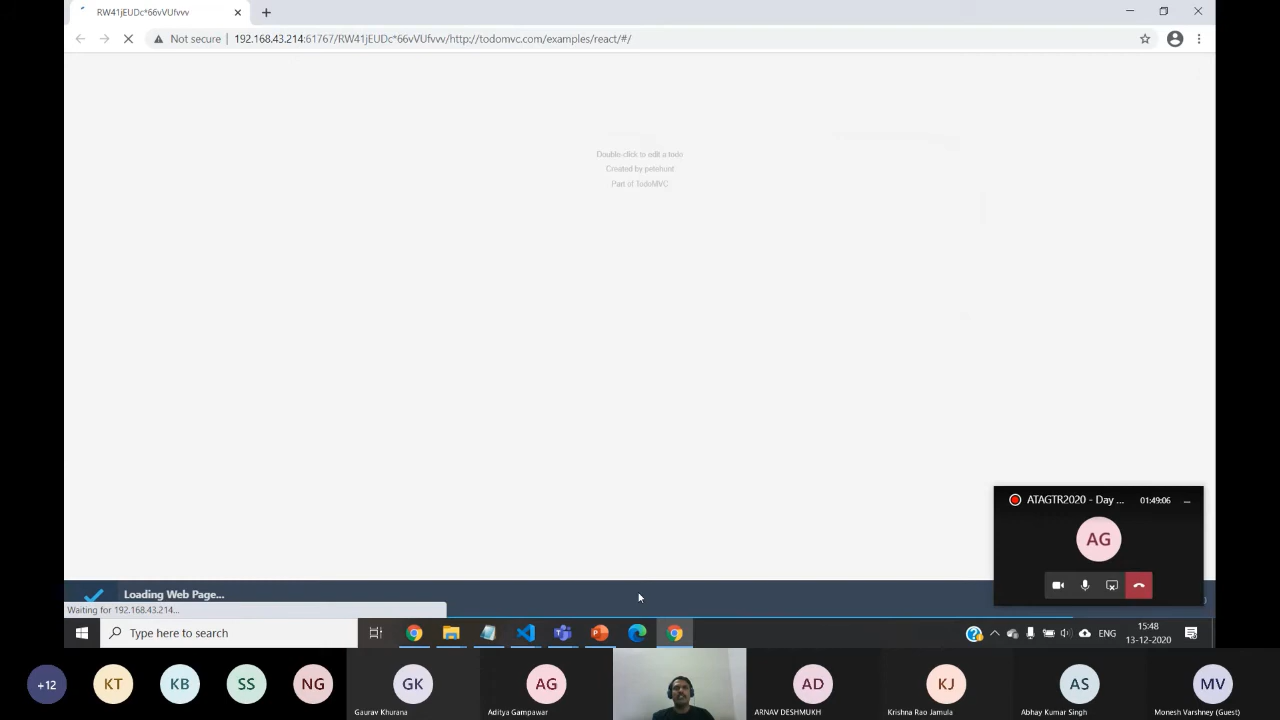 RW41jEUDc*66vVUfvvv
Not secure | 192.168.43.214:61767/RW41jEUDc*66vVUfvvv/http://todomvc.com/examples/react/#/
Double-click to edit a todo
Created by petehunt
Part of TodoMVC
ATAGTR2020 - Day ... 01:49:06
AG
Loading Web Page...
Waiting for 192.168.43.214...
Type here to search
ENG
15:48
13-12-2020
+12 KT KB SS NG GK AG AD KJ AS MV
Gaurav Khurana
Aditya Gampawar
ARNAV DESHMUKH
Krishna Rao Jamula
Abhay Kumar Singh
Monesh Varshney (Guest)